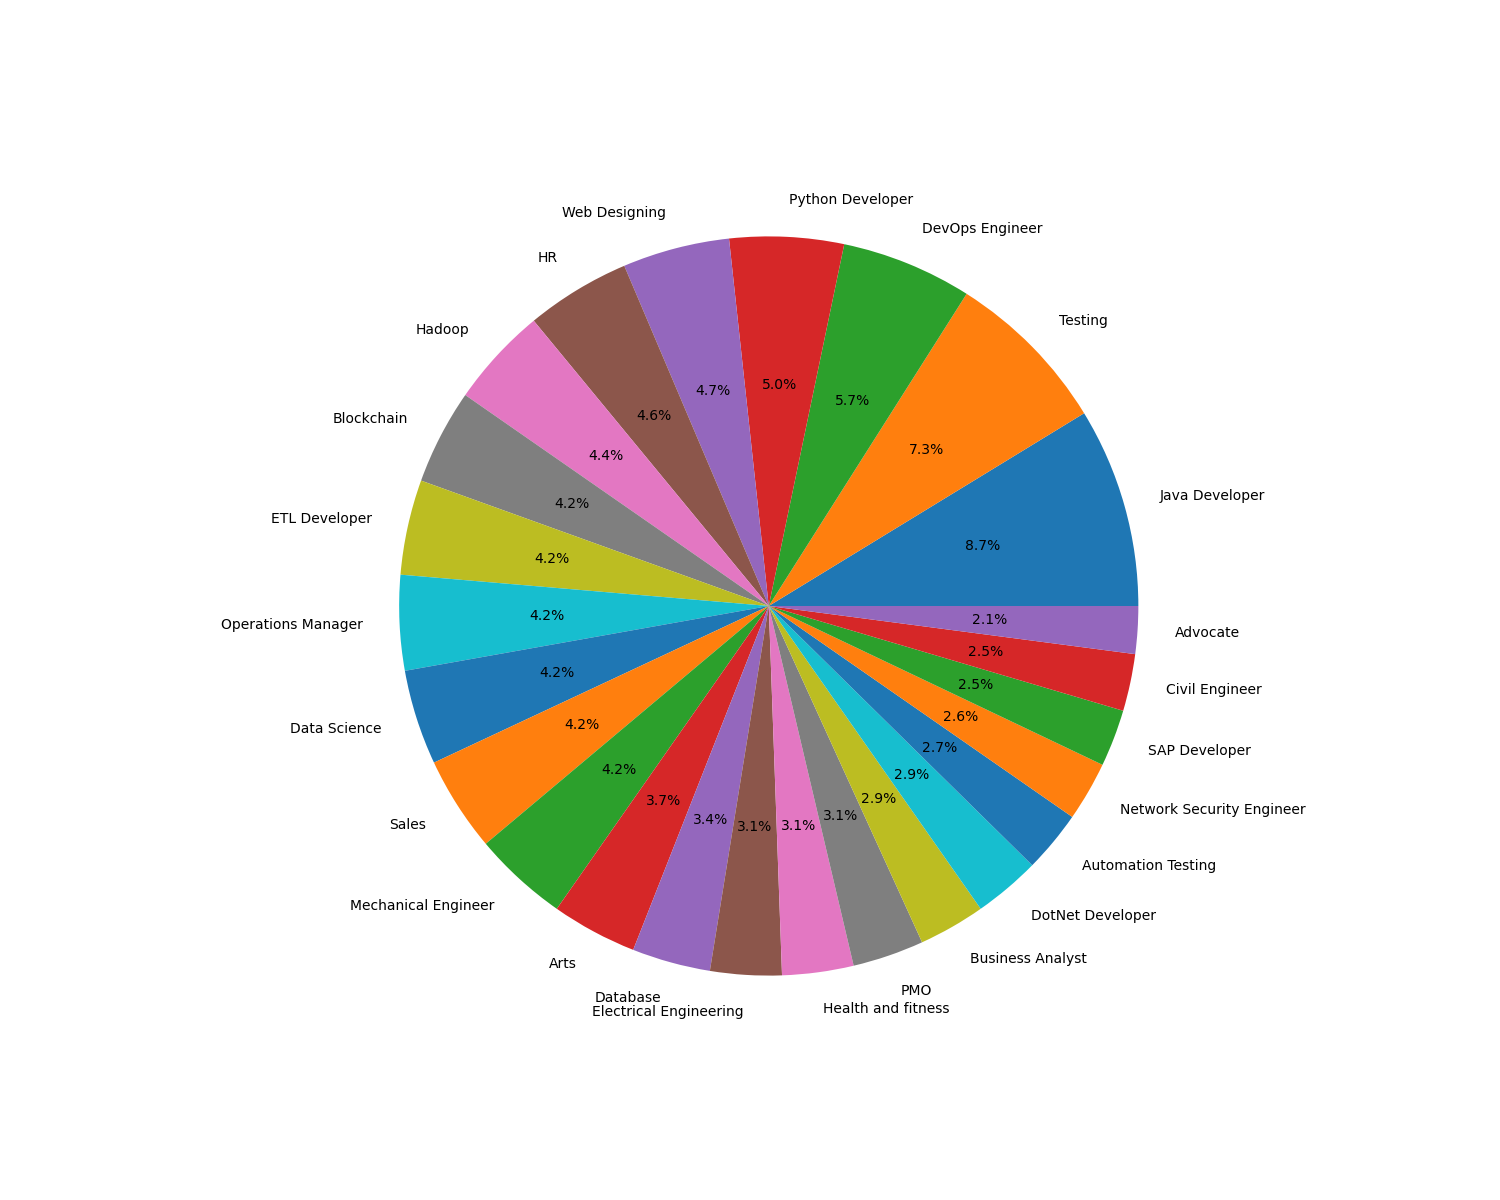 Python Developer
Web Designing
DevOps Engineer
HR
Testing
Hadoop
Blockchain
Java Developer
ETL Developer
Operations Manager
Advocate
Civil Engineer
Data Science
SAP Developer
Network Security Engineer
Sales
Automation Testing
Mechanical Engineer
DotNet Developer
Business Analyst
Arts
PMO
Database
Health and fitness
Electrical Engineering
5.0%
4.7%
5.7%
4.6%
7.3%
4.4%
4.2%
8.7%
4.2%
4.2%
2.1%
2.5%
4.2%
2.5%
2.6%
4.2%
2.7%
4.2%
2.9%
2.9%
3.7%
3.1%
3.4%
3.1%
3.1%